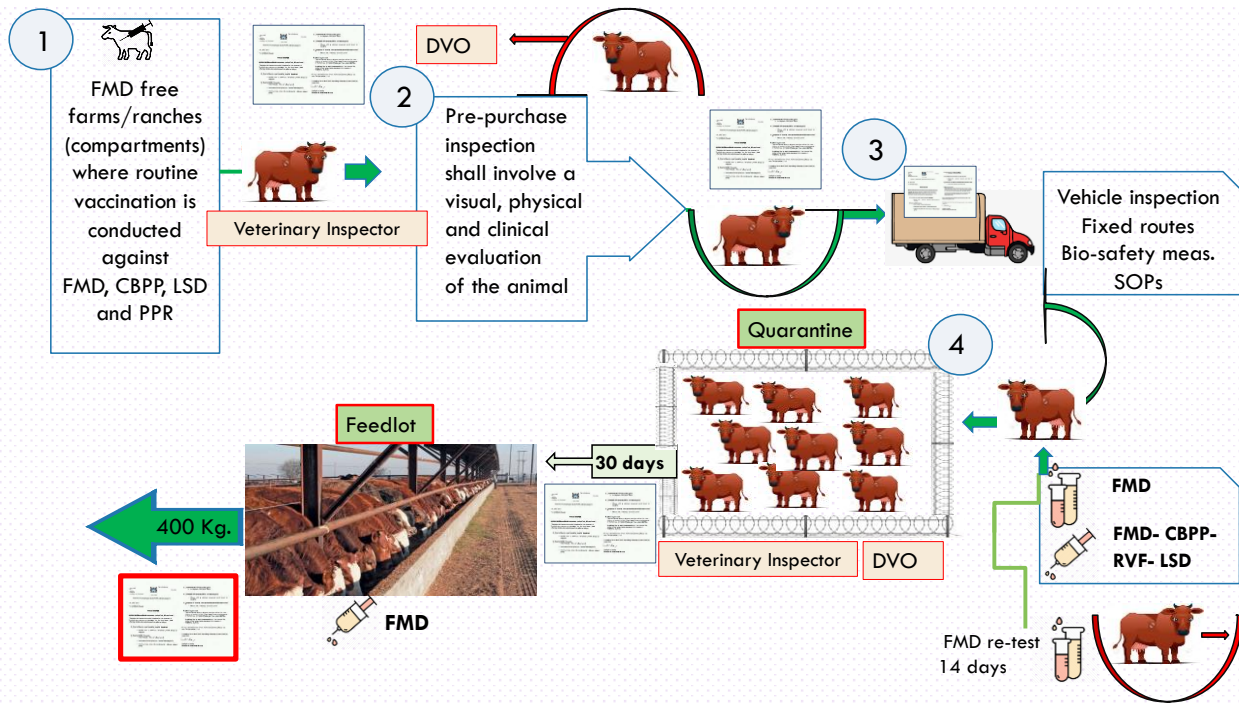 1
FMD free
farms/ranches
(compartments)
where routine
vaccination is
conducted
against
FMD, CBPP, LSD
and PPR
Veterinary Inspector
DVO
2
Pre-purchase
inspection
shall involve a
visual, physical
and clinical
evaluation
of the animal
3
Vehicle inspection
Fixed routes
Bio-safety meas.
SOPs
4
Quarantine
Veterinary Inspector
DVO
FMD
FMD- CBPP-
RVF- LSD
FMD re-test
14 days
30 days
Feedlot
FMD
400 Kg.